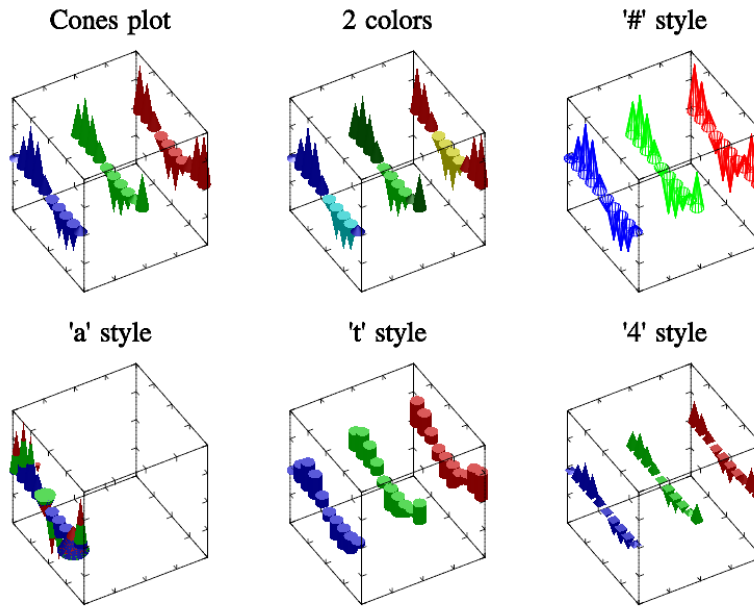 Cones plot
2 colors
'#' style
'a' style
't' style
'4' style